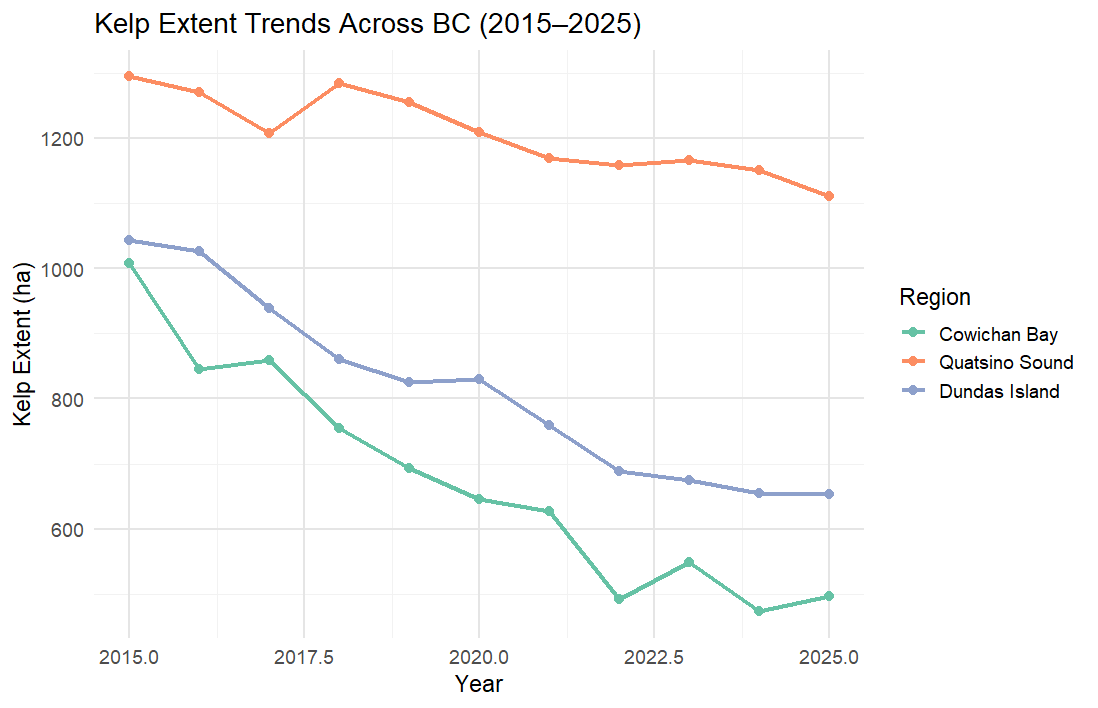 Kelp Extent Trends Across BC (2015–2025)
Kelp Extent (ha)
1200
1000
800
600
2015.0
2017.5
2020.0
2022.5
2025.0
Year
Region
Cowichan Bay
Quatsino Sound
Dundas Island